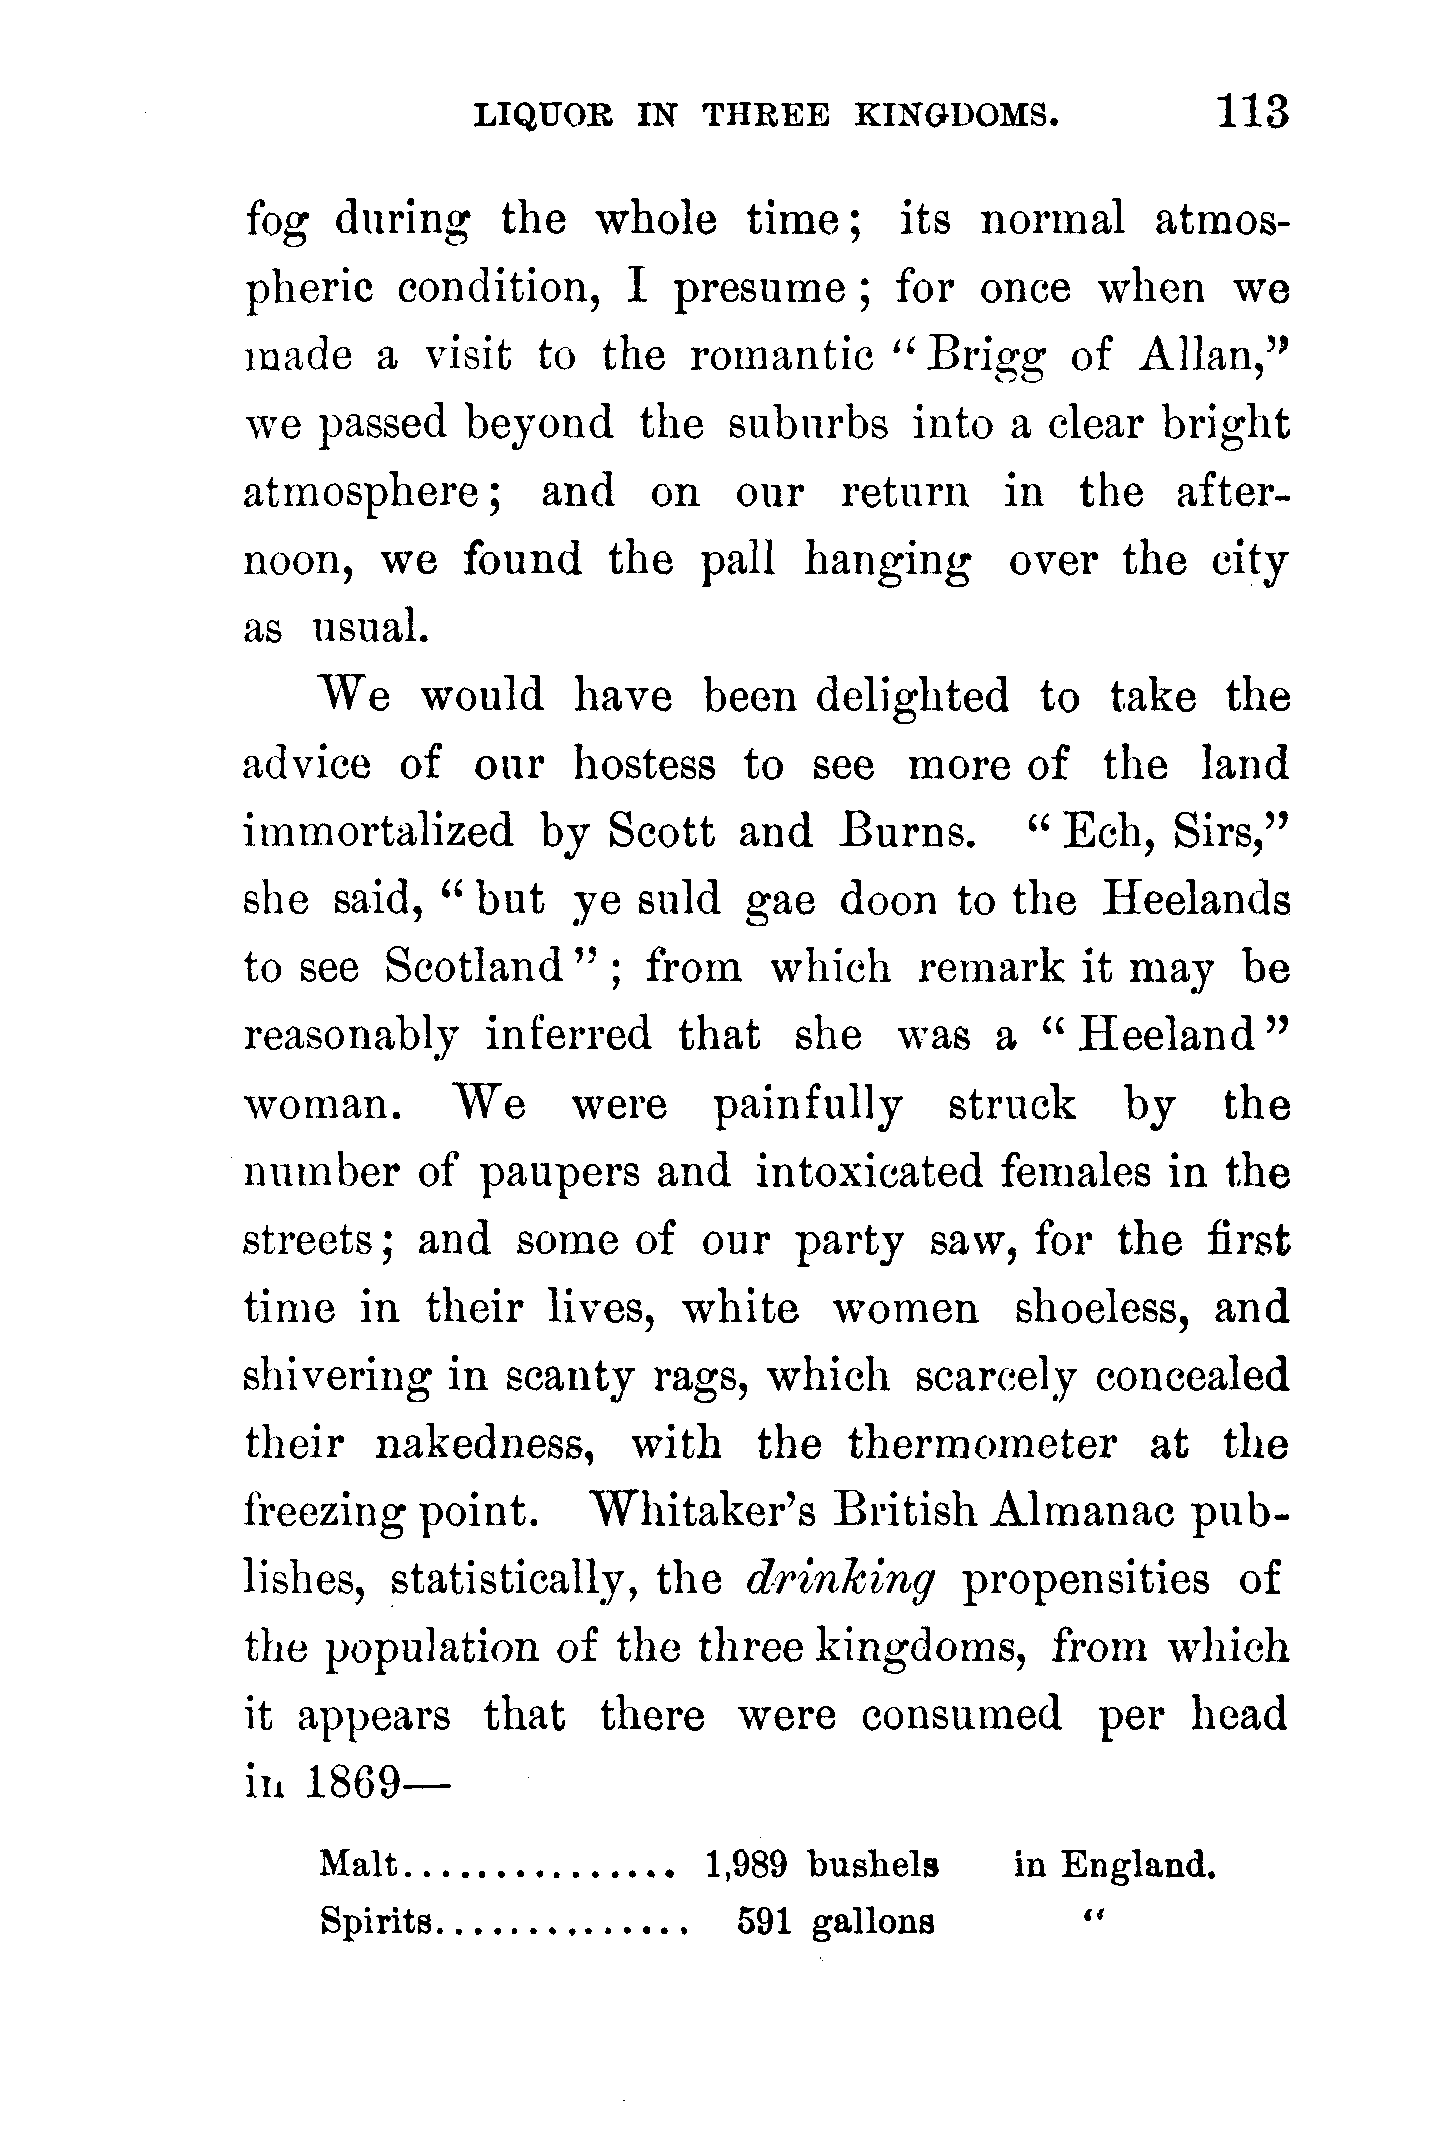 LIQUOR IN THREE KINGDOMS. 113
fog during the whole time; its normal atmos-
pheric condition, I presume; for once when we
made a visit to the romantic “Brigg of Allan,”
we passed beyond the suburbs into a clear bright
atmosphere; and on our return in the after-
noon, we found the pall hanging over the city
as usual.
We would have been delighted to take the
advice of our hostess to see more of the land
immortalized by Scott and Burns. “Ech, Sirs,”
she said, “but ye suld gae doon to the Heelands
to see Scotland”; from which remark it may be
reasonably inferred that she was a “Heeland”
woman. We were painfully struck by the
number of paupers and intoxicated females in the
streets; and some of our party saw, for the first
time in their lives, white women shoeless, and
shivering in scanty rags, which scarcely concealed
their nakedness, with the thermometer at the
freezing point. Whitaker’s British Almanac pub-
lishes, statistically, the drinking propensities of
the population of the three kingdoms, from which
it appears that there were consumed per head
in 1869—
Malt............... 1,989 bushels in England.
Spirits.............. 591 gallons “